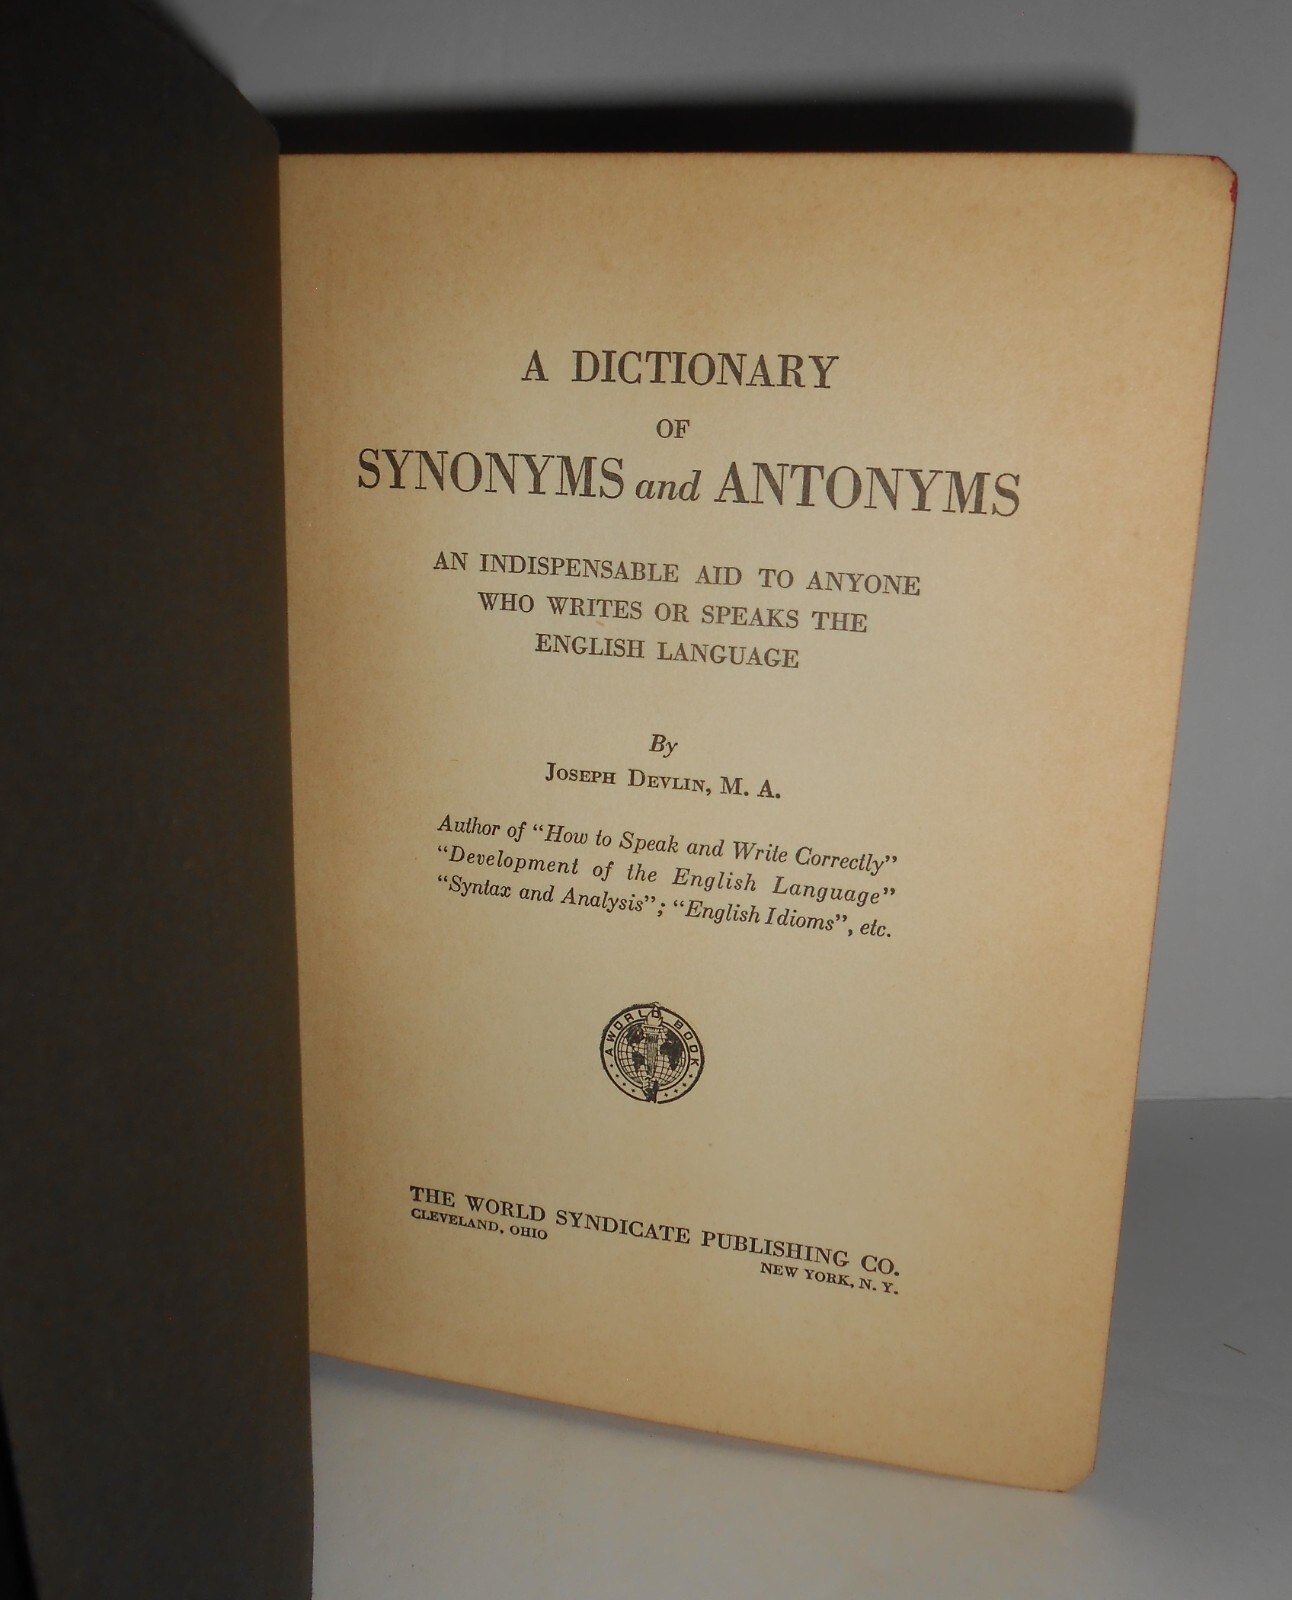 A DICTIONARY
OF
SYNONYMS and ANTONYMS
AN INDISPENSABLE AID TO ANYONE
WHO WRITES OR SPEAKS THE
ENGLISH LANGUAGE
By
JOSEPH DEVLIN, M. A.
Author of "How to Speak and Write Correctly"
"Development of the English Language"
"Syntax and Analysis"; "English Idioms", etc.
A WORLD BOOK
THE WORLD SYNDICATE PUBLISHING CO.
CLEVELAND, OHIO
NEW YORK, N. Y.